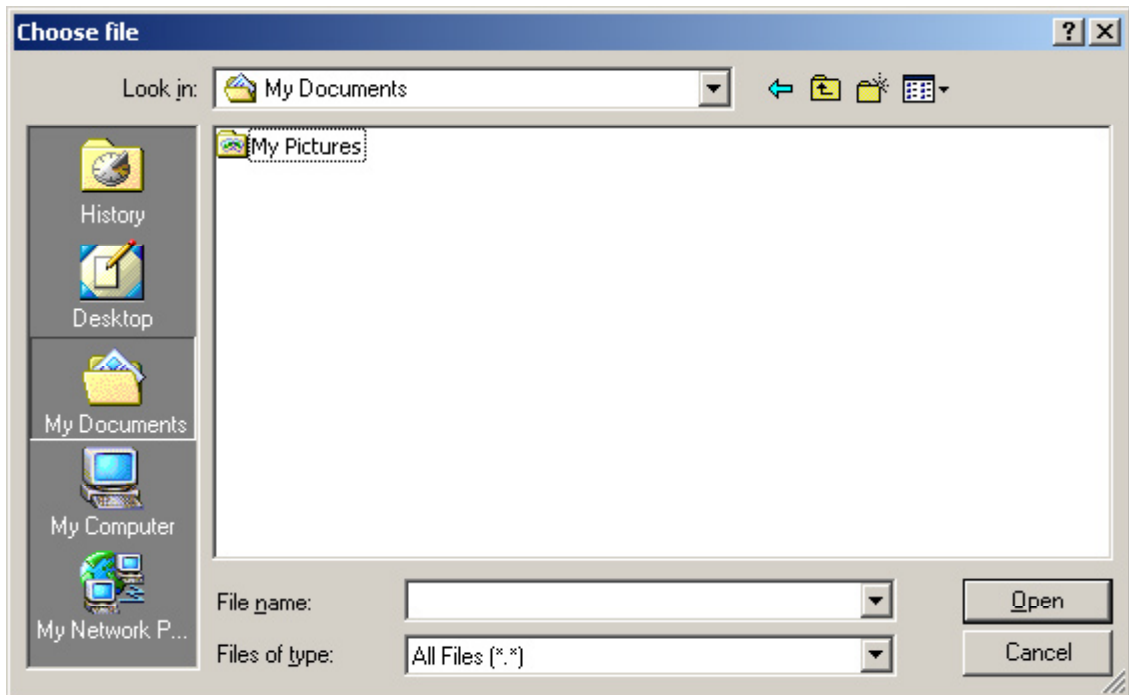 Choose file
Look in: My Documents
My Pictures
History
Desktop
My Documents
My Computer
My Network P...
File name: Open
Files of type: All Files (*.*) Cancel